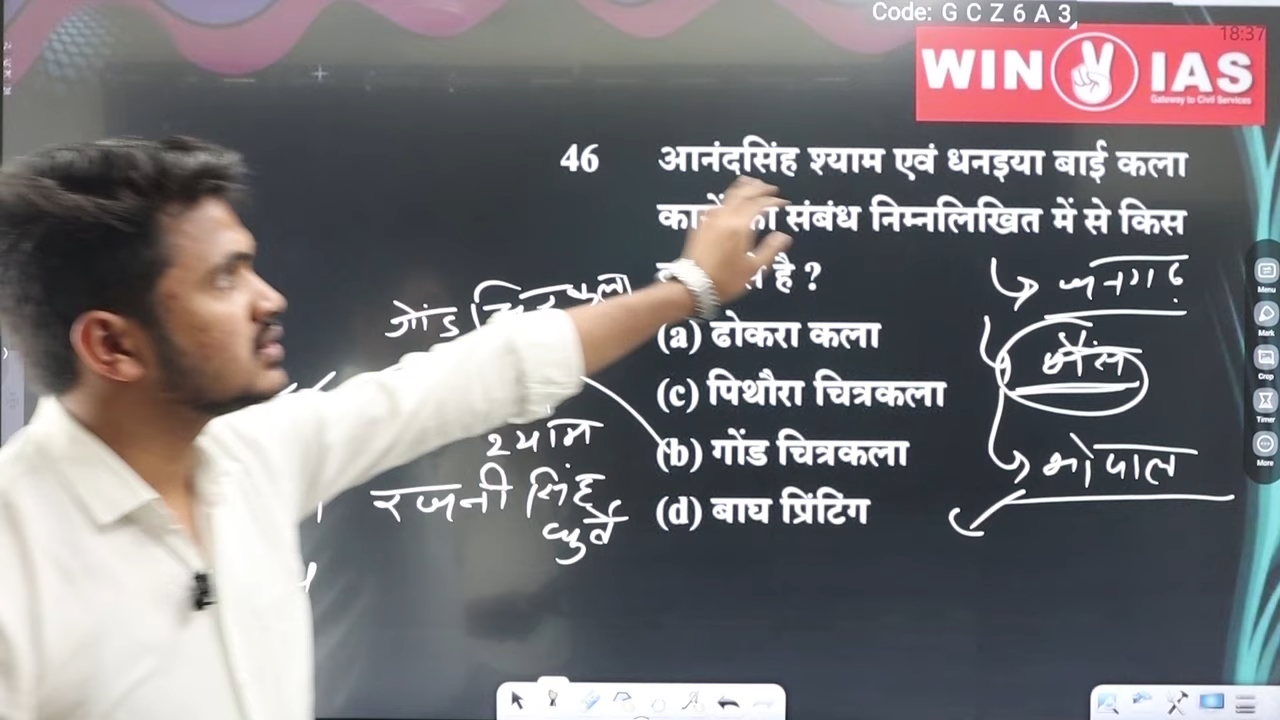 Code: G C Z 6 A 3
18:37
WIN IAS
Gateway to Civil Services
46 आनंदसिंह श्याम एवं धनइया बाई कला
संबंध निम्नलिखित में से किस
है ?
(a) ढोकरा कला
(c) पिथौरा चित्रकला
(b) गोंड चित्रकला
(d) बाघ प्रिंटिग
गोंड
श्याम
रजनी सिंह
धुर्वे
जनगढ़
भोपाल
Menu
Mark
Crop
Timer
More